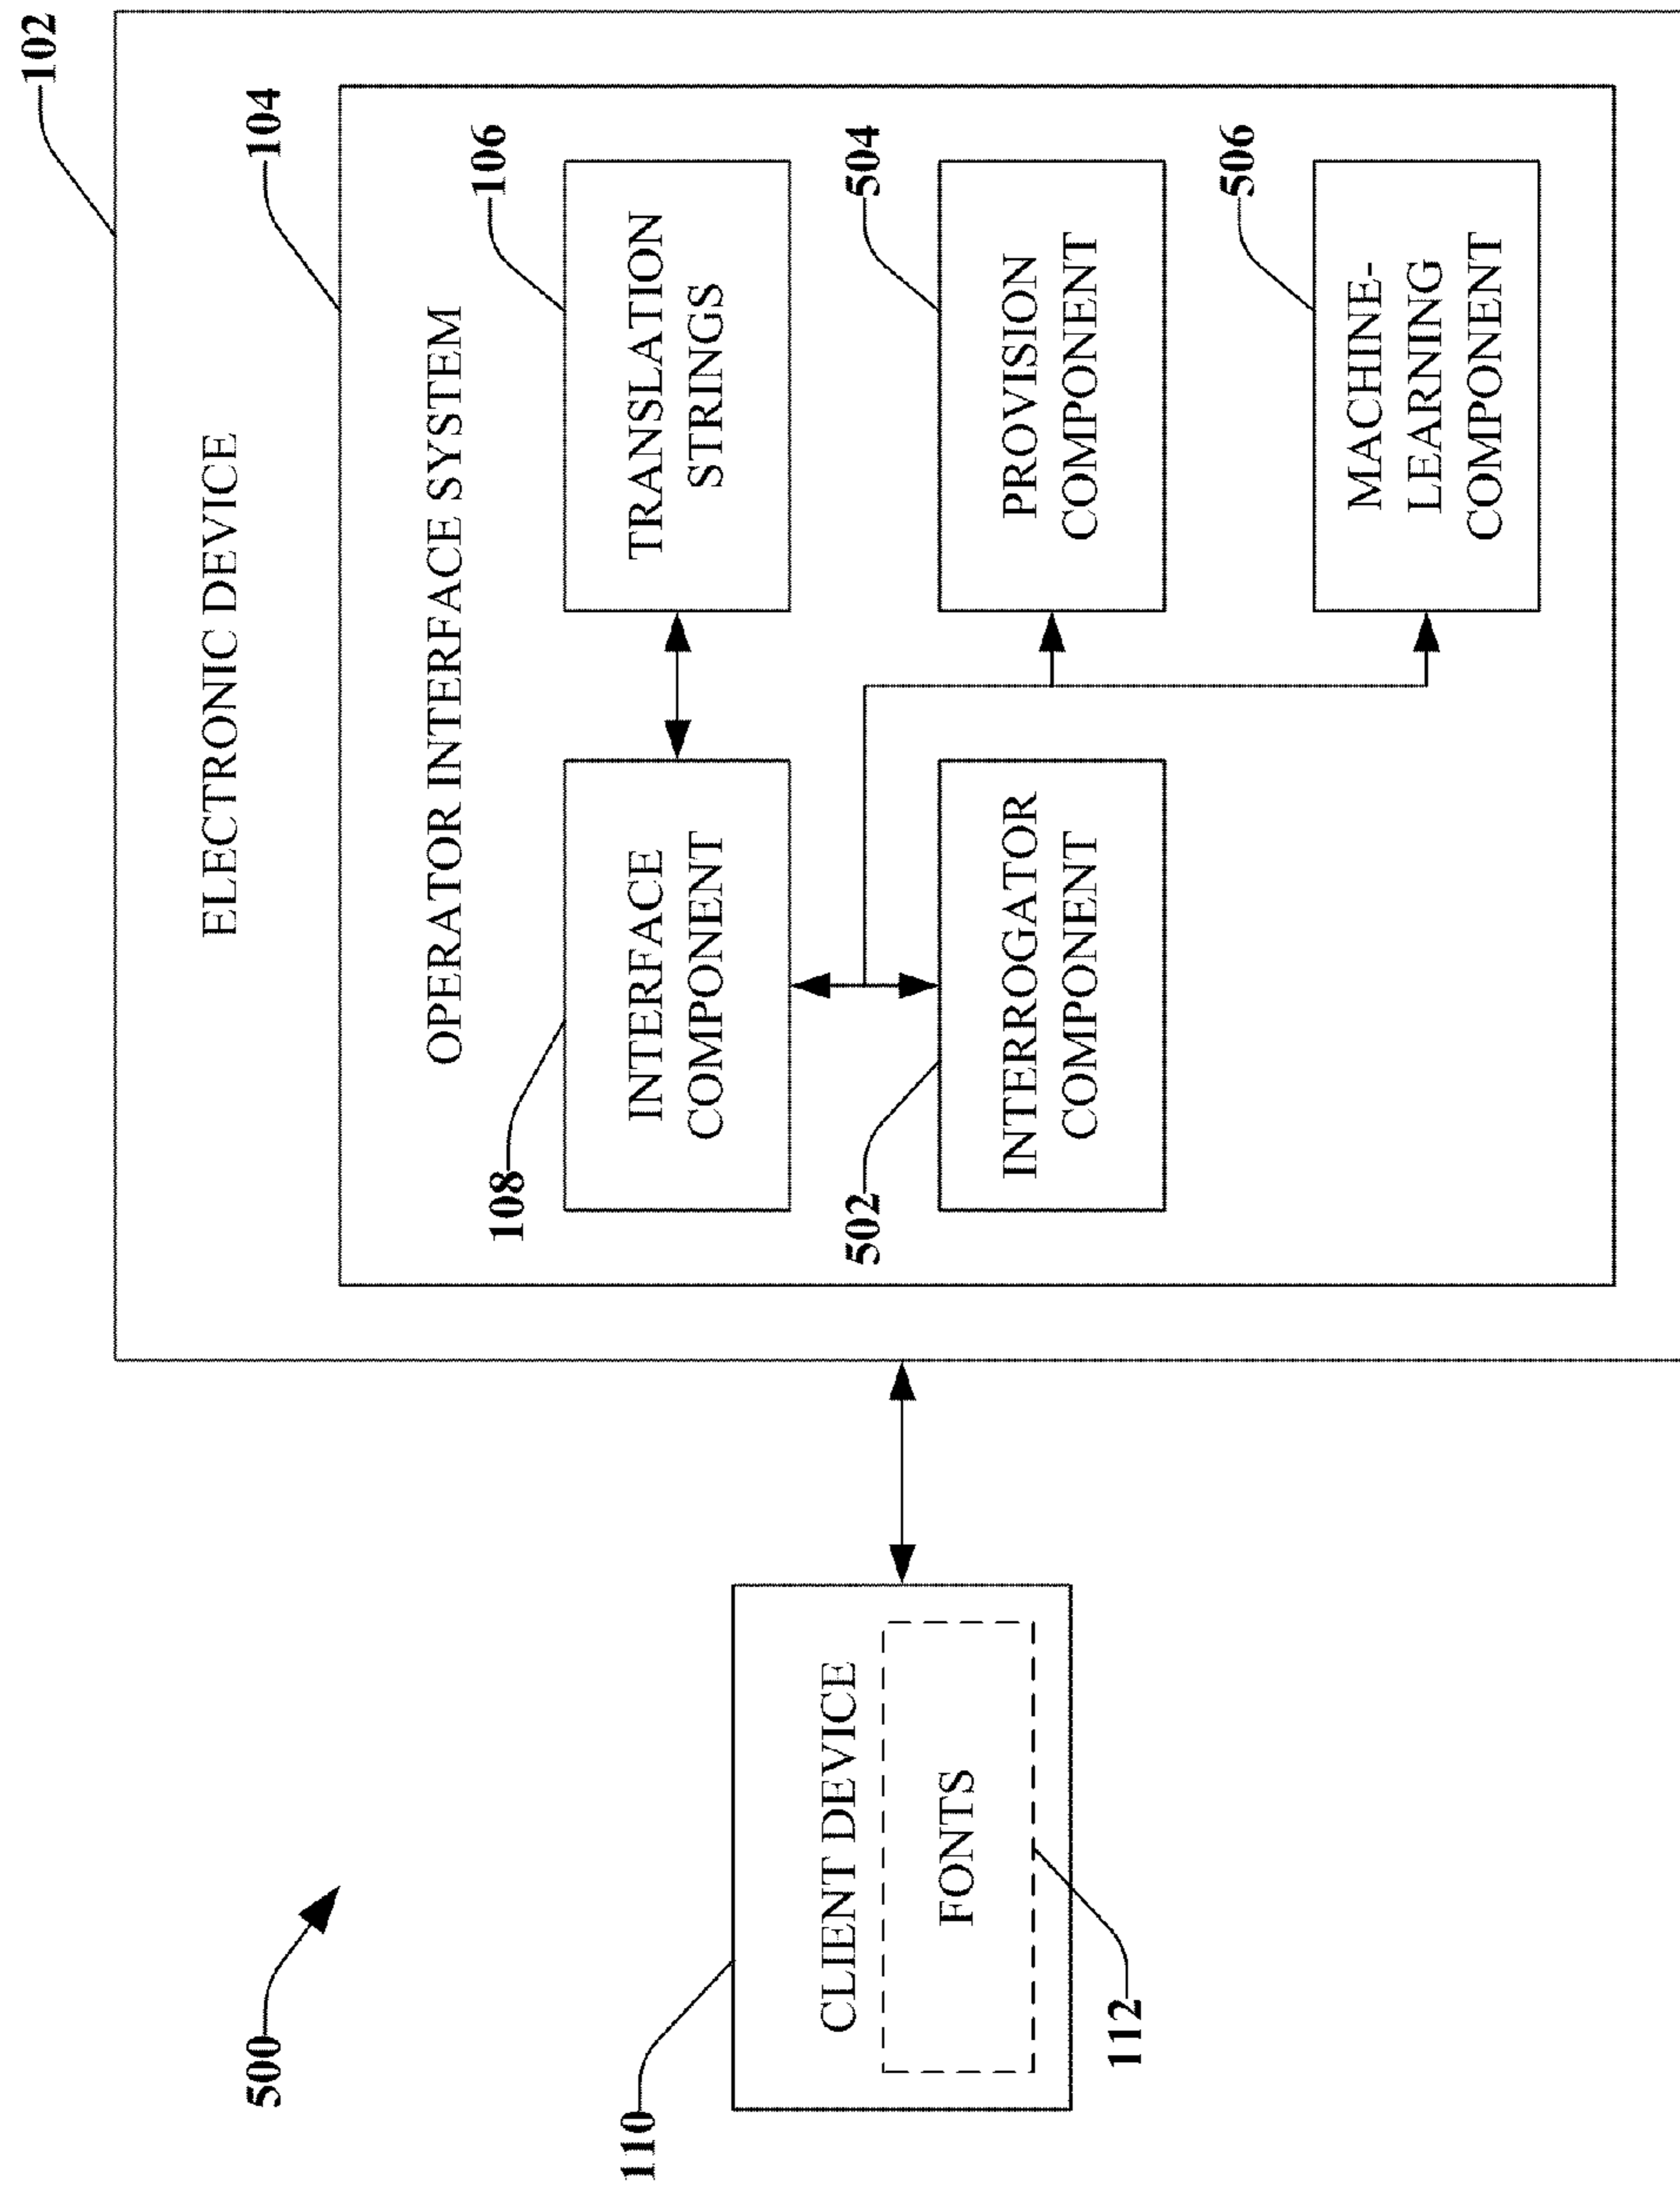 500
102
ELECTRONIC DEVICE
104
OPERATOR INTERFACE SYSTEM
108
INTERFACE
COMPONENT
106
TRANSLATION
STRINGS
110
CLIENT DEVICE
FONTS
112
502
INTERROGATOR
COMPONENT
504
PROVISION
COMPONENT
506
MACHINE-
LEARNING
COMPONENT